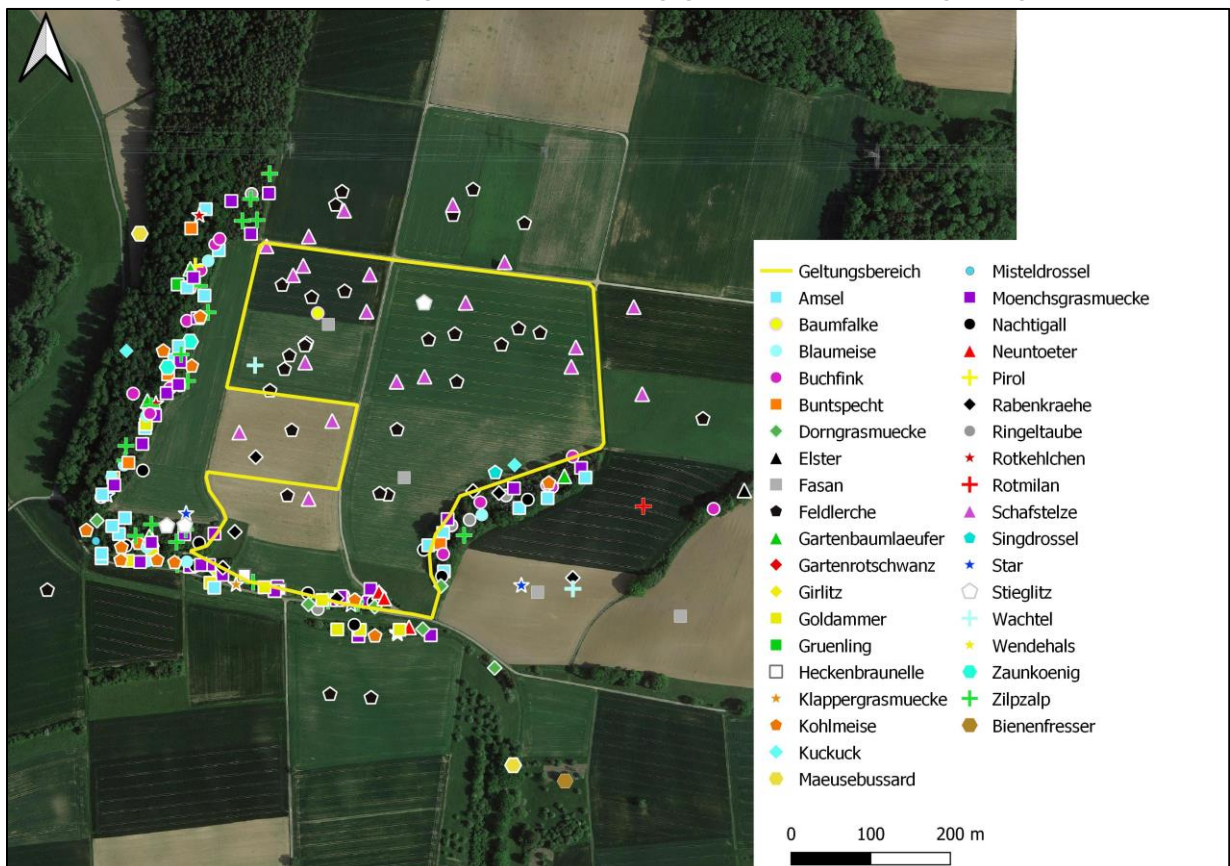 Geltungsbereich
Amsel
Baumfalke
Blaumeise
Buchfink
Buntspecht
Dorngrasmuecke
Elster
Fasan
Feldlerche
Gartenbaumlaeufer
Gartenrotschwanz
Girlitz
Goldammer
Gruenling
Heckenbraunelle
Klappergrasmuecke
Kohlmeise
Kuckuck
Maeusebussard
Misteldrossel
Moenchsgrasmuecke
Nachtigall
Neuntoeter
Pirol
Rabenkraehe
Ringeltaube
Rotkehlchen
Rotmilan
Schafstelze
Singdrossel
Star
Stieglitz
Wachtel
Wendehals
Zaunkoenig
Zilpzalp
Bienenfresser
0 100 200 m